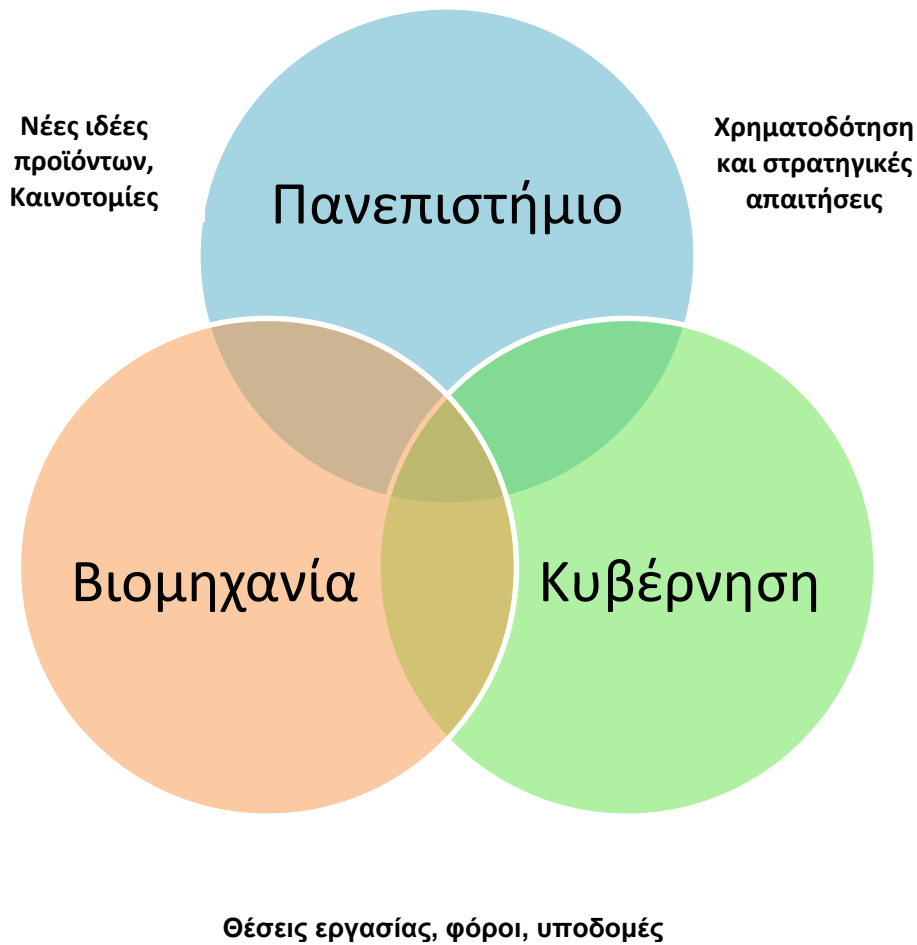 Νέες ιδέες
προϊόντων,
Καινοτομίες
Χρηματοδότηση
και στρατηγικές
απαιτήσεις
Πανεπιστήμιο
Βιομηχανία
Κυβέρνηση
Θέσεις εργασίας, φόροι, υποδομές